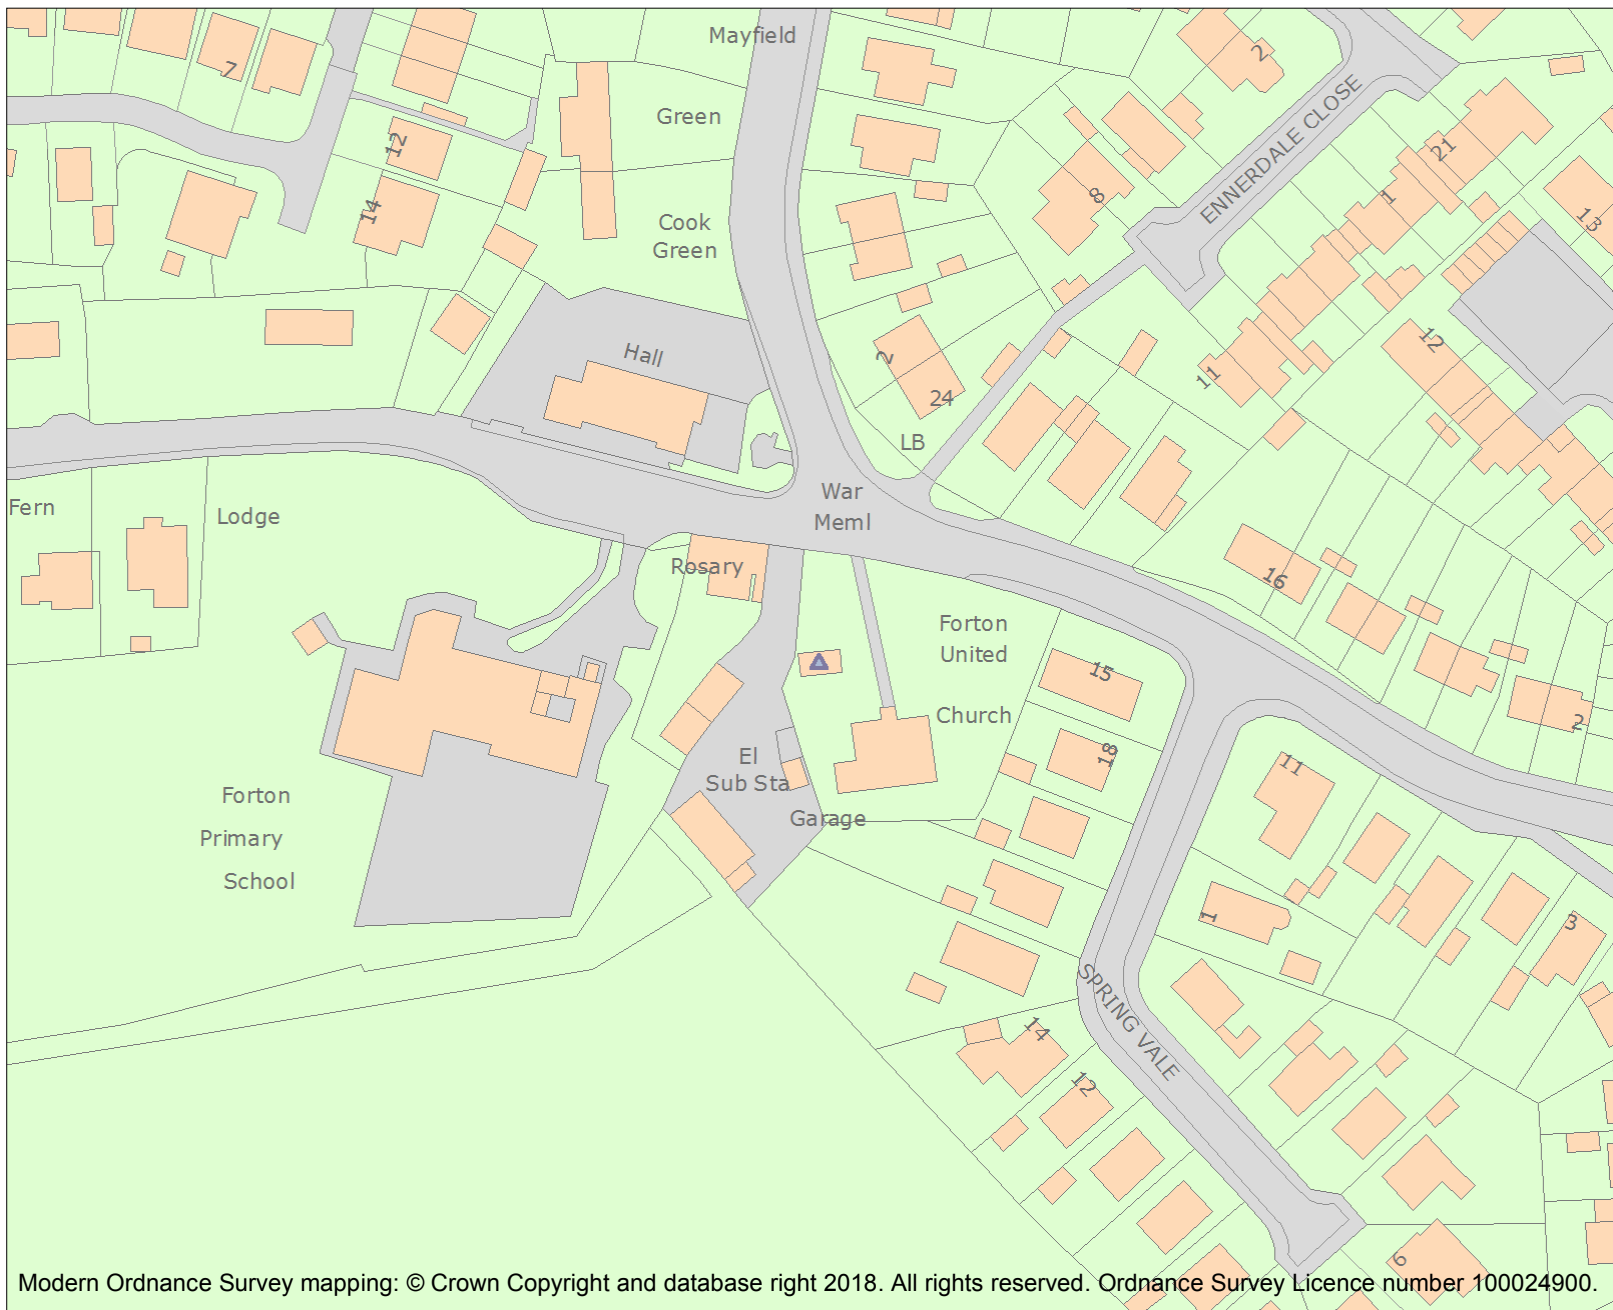 Mayfield
7
2
ENNERDALE CLOSE
Green
12
21
8
1
14
13
Cook
Green
Hall
2
12
11
24
LB
War
Meml
Fern
Lodge
Rosary
16
Forton
United
Church
15
2
18
El
Sub Sta
11
Garage
Forton
Primary
School
1
3
SPRING VALE
14
12
6
Modern Ordnance Survey mapping: © Crown Copyright and database right 2018. All rights reserved. Ordnance Survey Licence number 100024900.